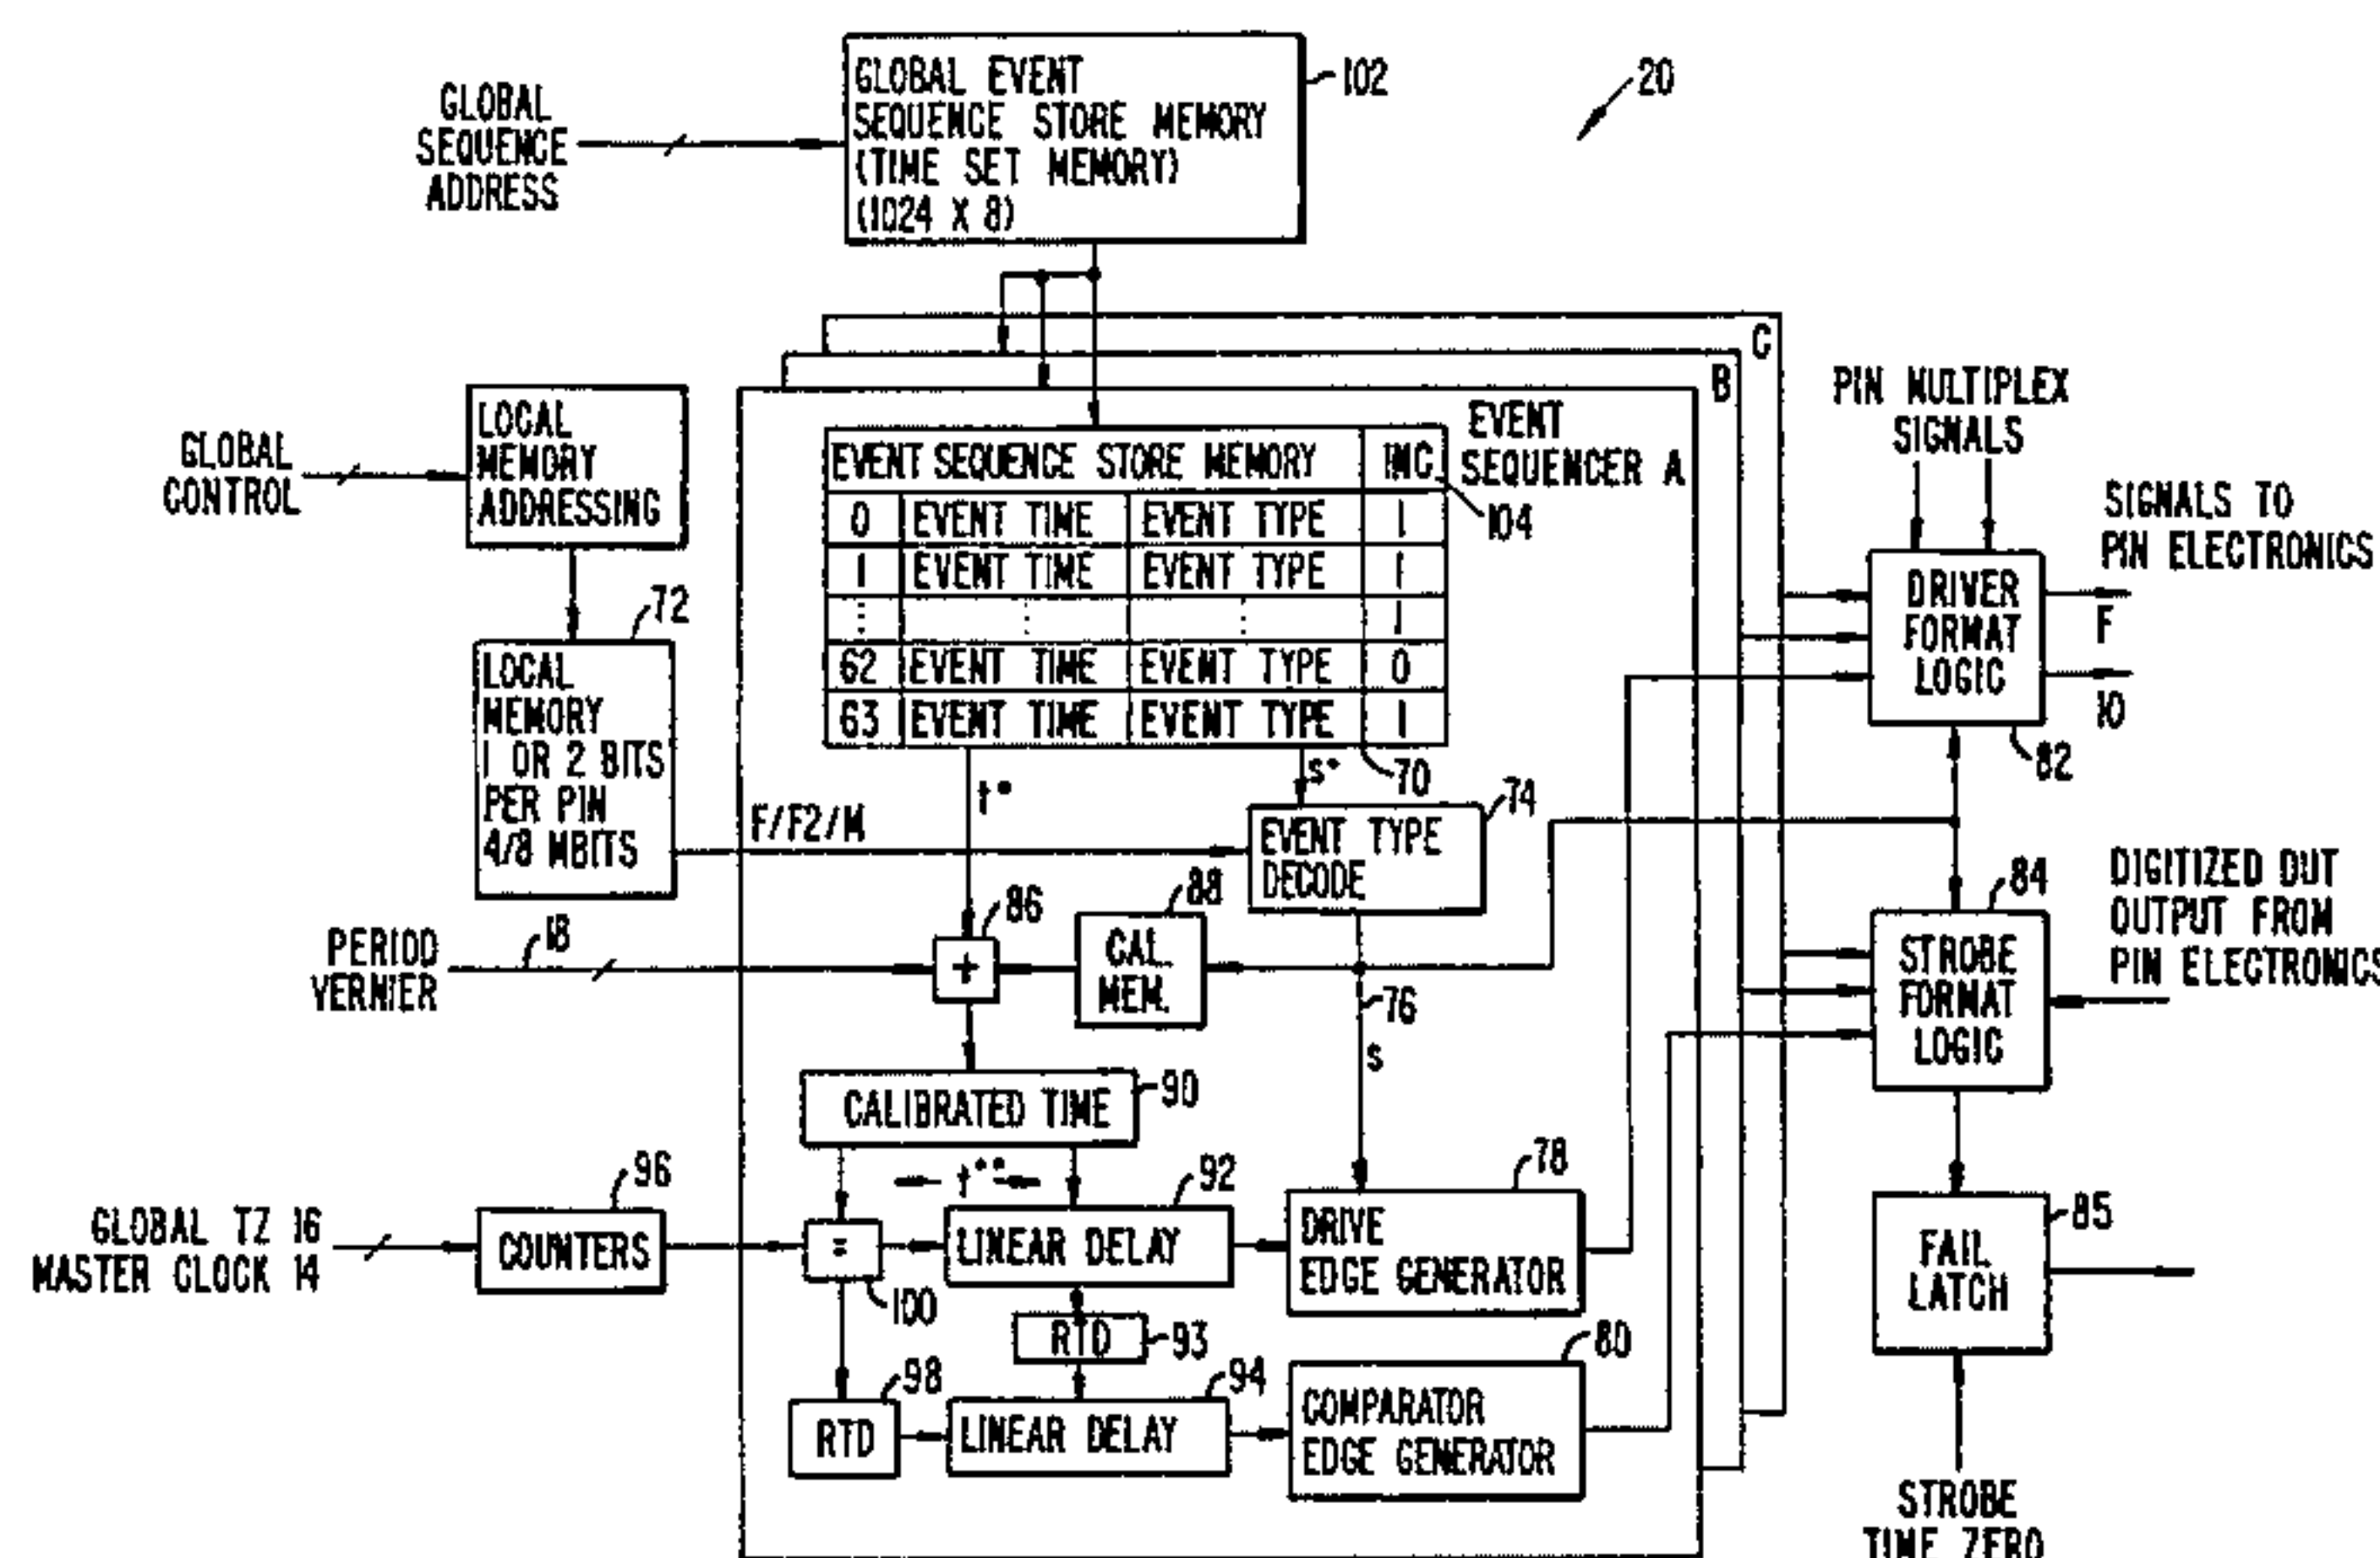 GLOBAL EVENT
SEQUENCE STORE MEMORY
(TIME SET MEMORY)
(1024 X 8)
102
20
GLOBAL
SEQUENCE
ADDRESS
C
B
EVENT
SEQUENCER A
EVENT SEQUENCE STORE MEMORY INC
0 EVENT TIME EVENT TYPE 1
1 EVENT TIME EVENT TYPE 1
⋮ ⋮ ⋮ 1
62 EVENT TIME EVENT TYPE 0
63 EVENT TIME EVENT TYPE 1
104
70
GLOBAL
CONTROL
LOCAL
MEMORY
ADDRESSING
72
LOCAL
MEMORY
1 OR 2 BITS
PER PIN
4/8 MBITS
F/F2/M
t*
s*
74
EVENT TYPE
DECODE
PIN MULTIPLEX
SIGNALS
SIGNALS TO
PIN ELECTRONICS
DRIVER
FORMAT
LOGIC
F
IO
82
PERIOD
VERNIER
18
86
+
88
CAL.
MEM.
76
s
84
STROBE
FORMAT
LOGIC
DIGITIZED DUT
OUTPUT FROM
PIN ELECTRONICS
CALIBRATED TIME
90
t**
GLOBAL TZ 16
MASTER CLOCK 14
96
COUNTERS
=
100
92
LINEAR DELAY
78
DRIVE
EDGE GENERATOR
RTD
93
98
RTD
94
LINEAR DELAY
80
COMPARATOR
EDGE GENERATOR
85
FAIL
LATCH
STROBE
TIME ZERO